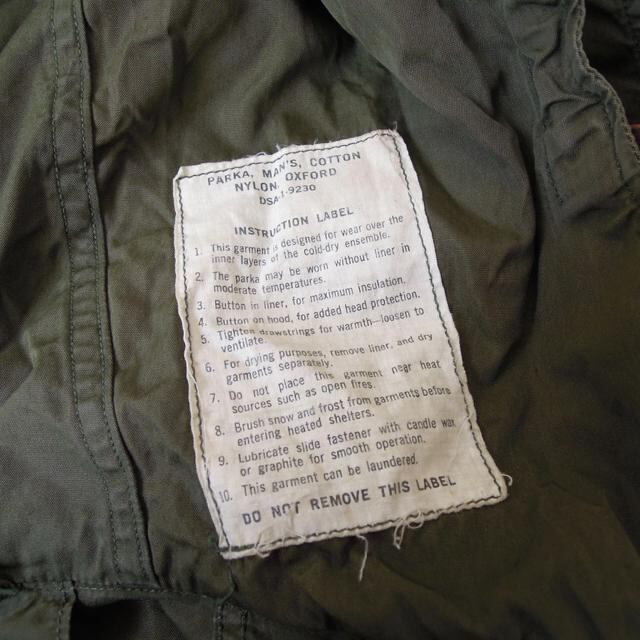 PARKA, MAN'S, COTTON
NYLON, OXFORD
DSA-1-9230
INSTRUCTION LABEL
1. This garment is designed for wear over the
inner layers of the cold-dry ensemble.
2. The parka may be worn without liner in
moderate temperatures.
3. Button in liner, for maximum insulation.
4. Button on hood, for added head protection.
5. Tighten drawstrings for warmth—loosen to
ventilate.
6. For drying purposes, remove liner, and dry
garments separately.
7. Do not place this garment near heat
sources such as open fires.
8. Brush snow and frost from garments before
entering heated shelters.
9. Lubricate slide fastener with candle wax
or graphite for smooth operation.
10. This garment can be laundered.
DO NOT REMOVE THIS LABEL